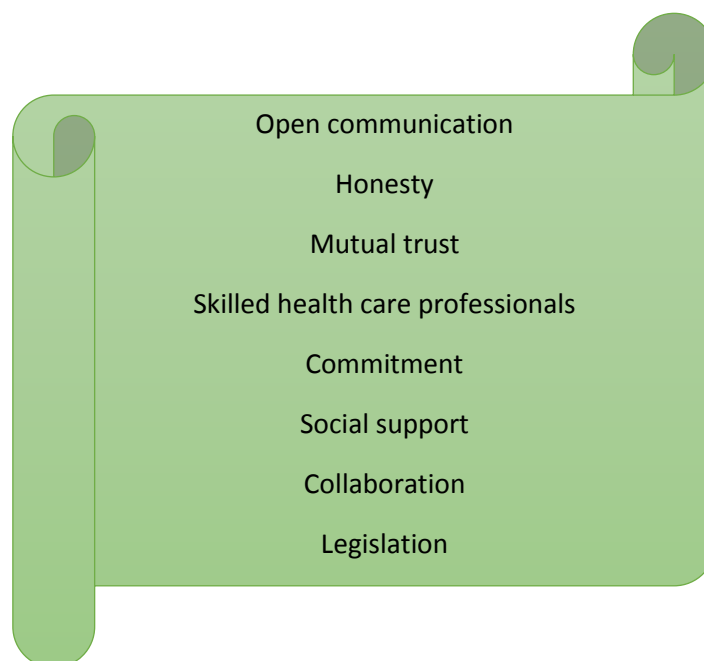 Open communication
Honesty
Mutual trust
Skilled health care professionals
Commitment
Social support
Collaboration
Legislation